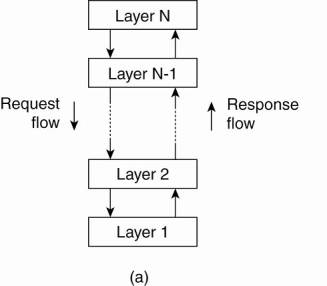 Layer N
Layer N-1
Request
flow
Response
flow
Layer 2
Layer 1
(a)